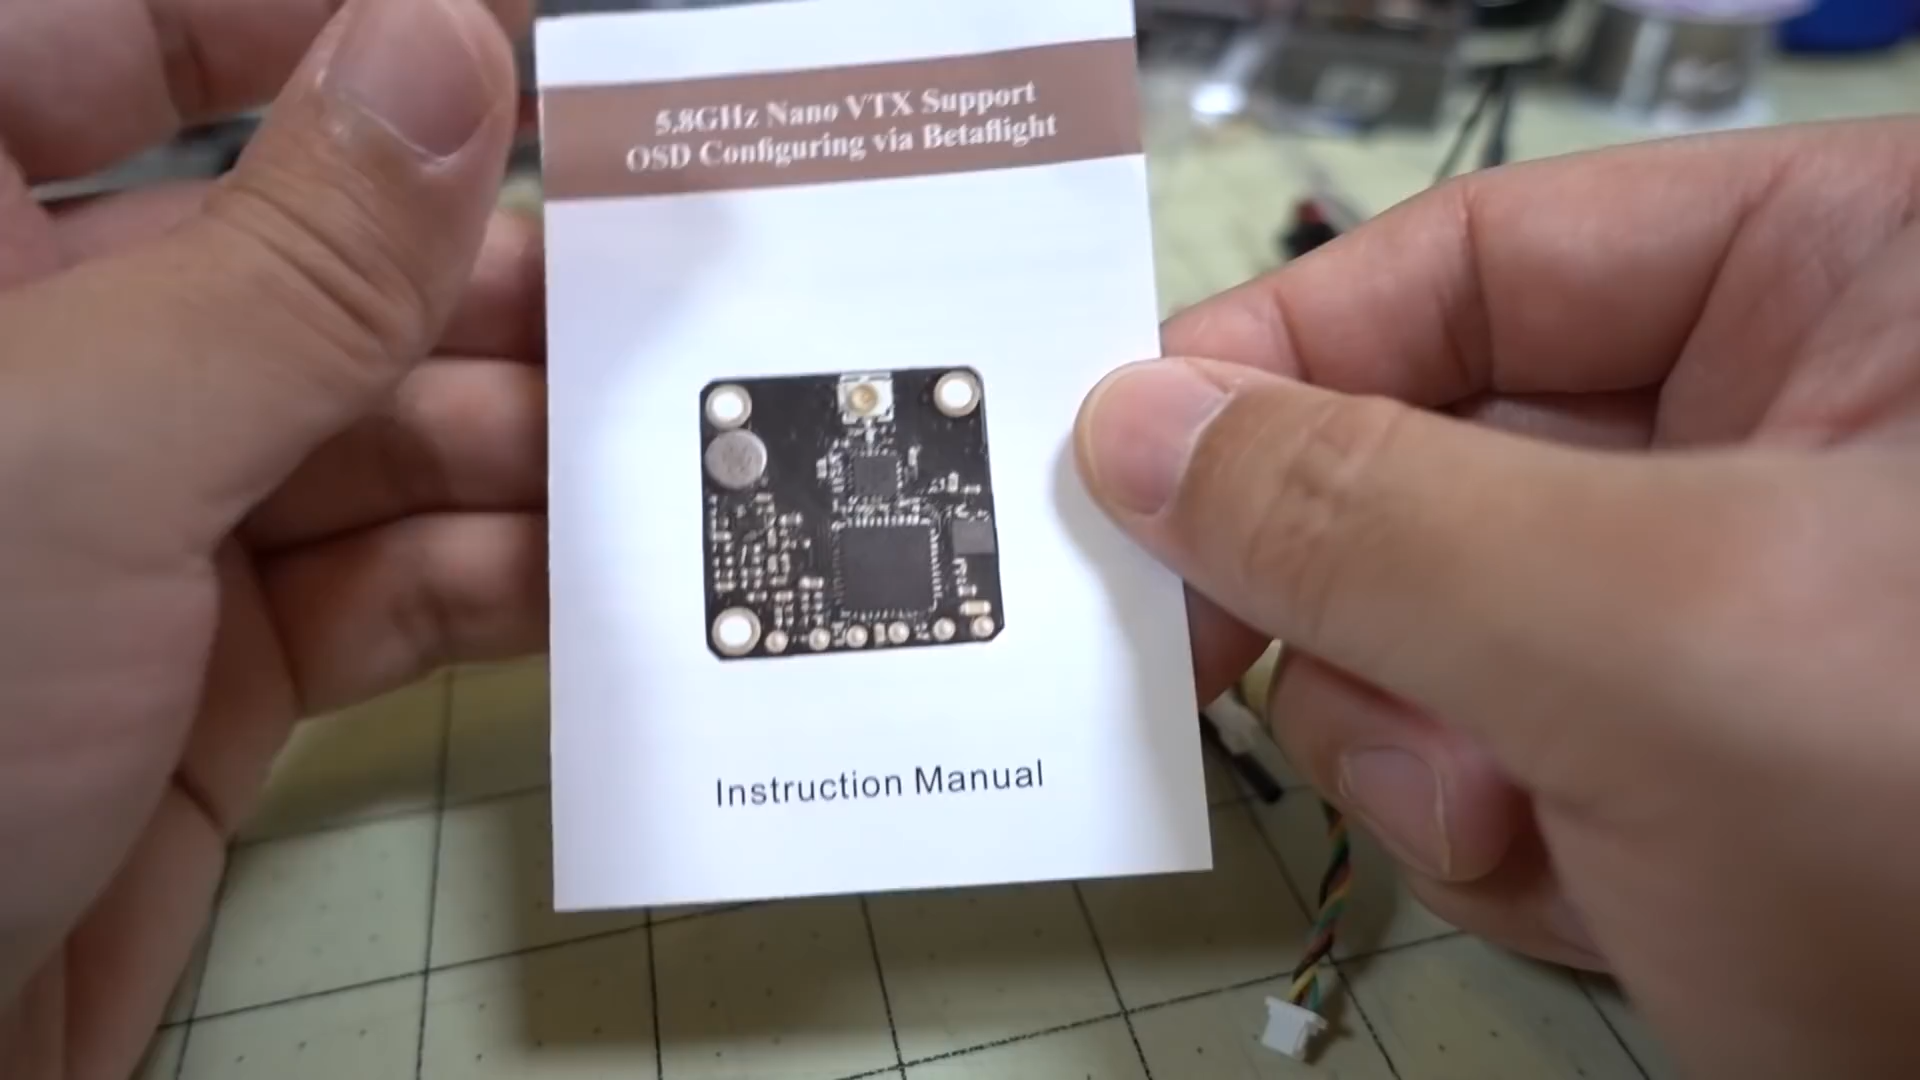 5.8GHz Nano VTX Support
OSD Configuring via Betaflight
Instruction Manual